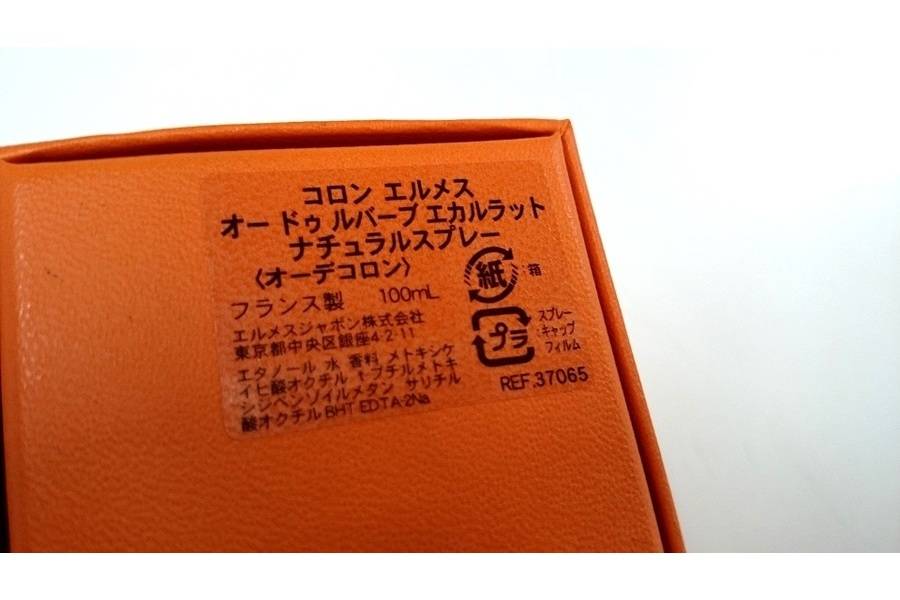 コロン エルメス
オー ドゥ ルバーブ エカルラット
ナチュラルスプレー
〈オーデコロン〉
フランス製 100mL
エルメスジャポン株式会社
東京都中央区銀座4-2-11
エタノール 水 香料 メトキシケ
イヒ酸オクチル t-ブチルメトキ
シジベンゾイルメタン サリチル
酸オクチル BHT EDTA-2Na
紙 :箱
プラ スプレー
キャップ
フィルム
REF.37065